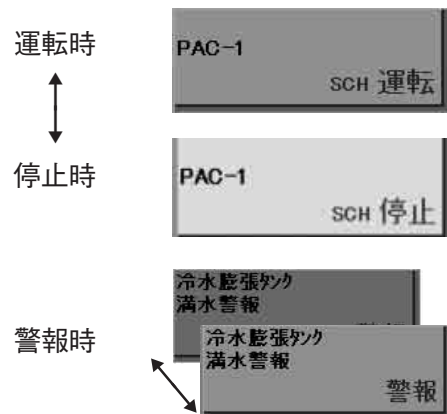 運転時
PAC-1
SCH 運転
停止時
PAC-1
SCH 停止
警報時
冷水膨張タンク
満水警報
冷水膨張タンク
満水警報
警報